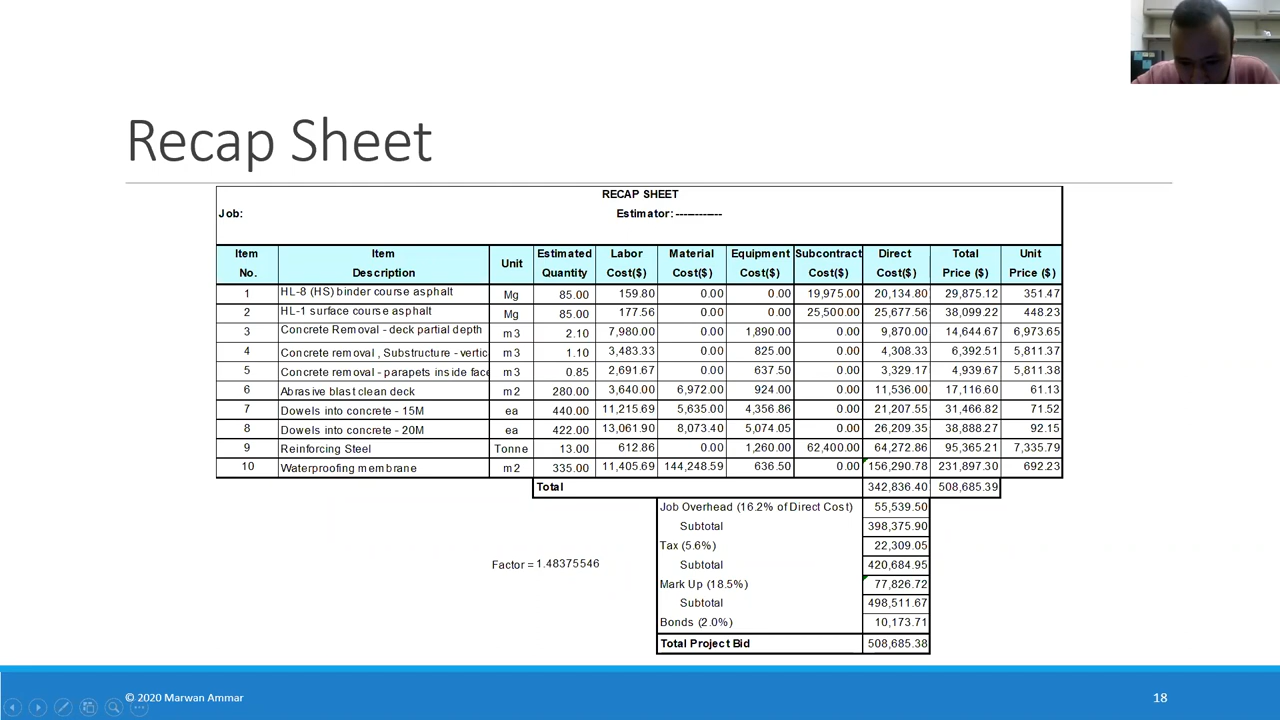 Recap Sheet
RECAP SHEET
Job: Estimator: ------------
Item No. Item Description Unit Estimated Quantity Labor Cost($) Material Cost($) Equipment Cost($) Subcontract Cost($) Direct Cost($) Total Price ($) Unit Price ($)
1 HL-8 (HS) binder course asphalt Mg 85.00 159.80 0.00 0.00 19,975.00 20,134.80 29,875.12 351.47
2 HL-1 surface course asphalt Mg 85.00 177.56 0.00 0.00 25,500.00 25,677.56 38,099.22 448.23
3 Concrete Removal - deck partial depth m3 2.10 7,980.00 0.00 1,890.00 0.00 9,870.00 14,644.67 6,973.65
4 Concrete removal , Substructure - vertic m3 1.10 3,483.33 0.00 825.00 0.00 4,308.33 6,392.51 5,811.37
5 Concrete removal - parapets inside face m3 0.85 2,691.67 0.00 637.50 0.00 3,329.17 4,939.67 5,811.38
6 Abrasive blast clean deck m2 280.00 3,640.00 6,972.00 924.00 0.00 11,536.00 17,116.60 61.13
7 Dowels into concrete - 15M ea 440.00 11,215.69 5,635.00 4,356.86 0.00 21,207.55 31,466.82 71.52
8 Dowels into concrete - 20M ea 422.00 13,061.90 8,073.40 5,074.05 0.00 26,209.35 38,888.27 92.15
9 Reinforcing Steel Tonne 13.00 612.86 0.00 1,260.00 62,400.00 64,272.86 95,365.21 7,335.79
10 Waterproofing membrane m2 335.00 11,405.69 144,248.59 636.50 0.00 156,290.78 231,897.30 692.23
Total 342,836.40 508,685.39
Job Overhead (16.2% of Direct Cost) 55,539.50
Subtotal 398,375.90
Tax (5.6%) 22,309.05
Factor = 1.48375546 Subtotal 420,684.95
Mark Up (18.5%) 77,826.72
Subtotal 498,511.67
Bonds (2.0%) 10,173.71
Total Project Bid 508,685.38
© 2020 Marwan Ammar 18